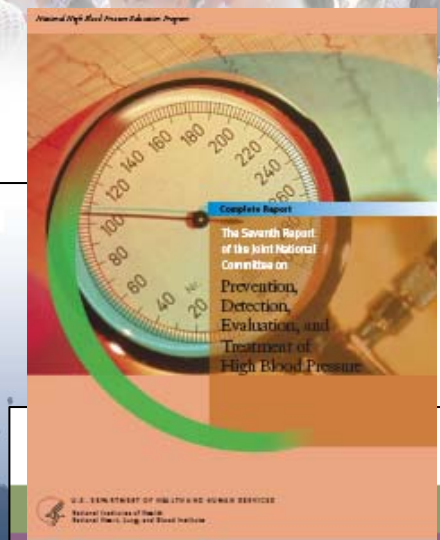 National High Blood Pressure Education Program
20
40
60
80
100
120
140
160
180
200
220
240
260
Complete Report
The Seventh Report
of the Joint National
Committee on
Prevention,
Detection,
Evaluation, and
Treatment of
High Blood Pressure
U.S. DEPARTMENT OF HEALTH AND HUMAN SERVICES
National Institutes of Health
National Heart, Lung, and Blood Institute